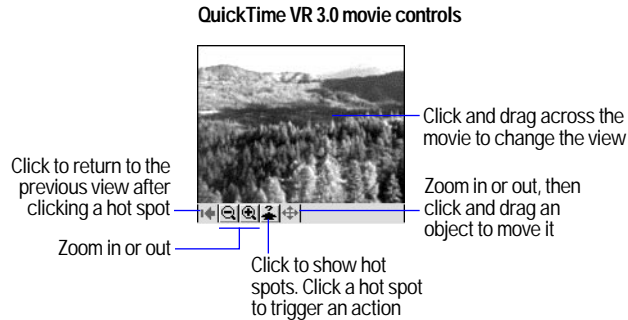 QuickTime VR 3.0 movie controls
Click and drag across the
movie to change the view
Click to return to the
previous view after
clicking a hot spot
Zoom in or out, then
click and drag an
object to move it
Zoom in or out
Click to show hot
spots. Click a hot spot
to trigger an action